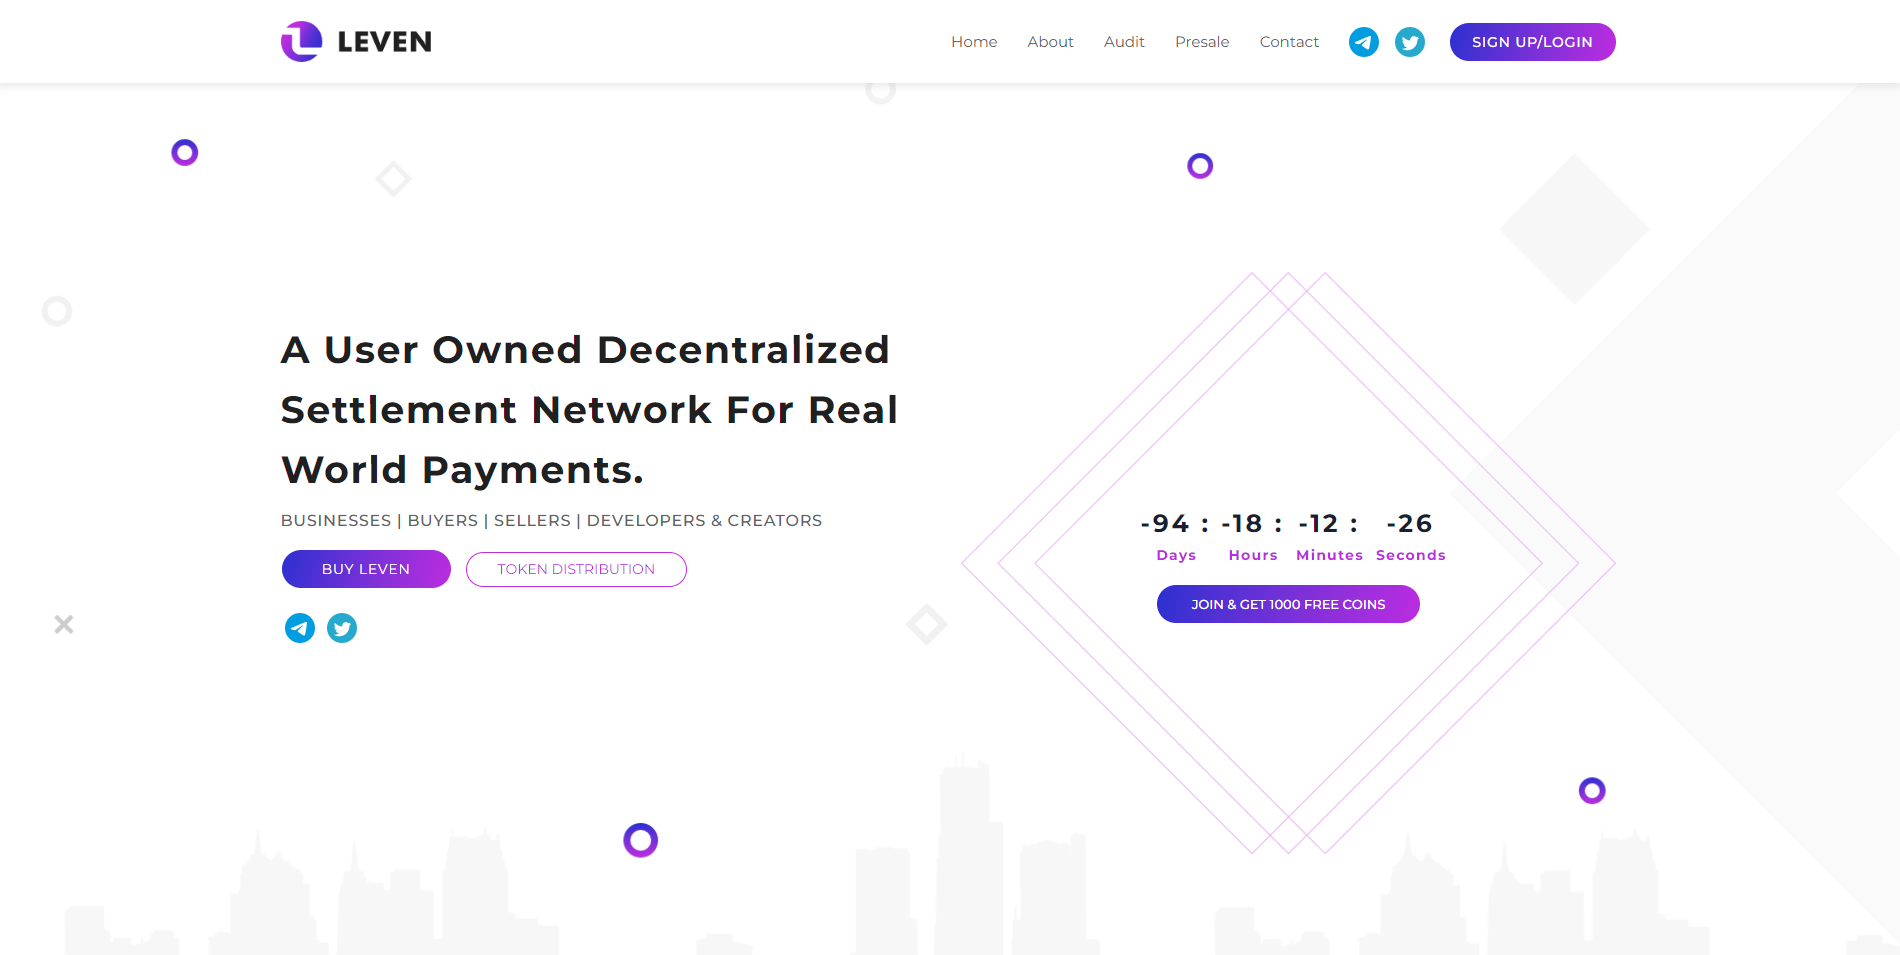 LEVEN
Home About Audit Presale Contact SIGN UP/LOGIN
A User Owned Decentralized
Settlement Network For Real
World Payments.
BUSINESSES | BUYERS | SELLERS | DEVELOPERS & CREATORS
BUY LEVEN TOKEN DISTRIBUTION
-94 : -18 : -12 : -26
Days Hours Minutes Seconds
JOIN & GET 1000 FREE COINS